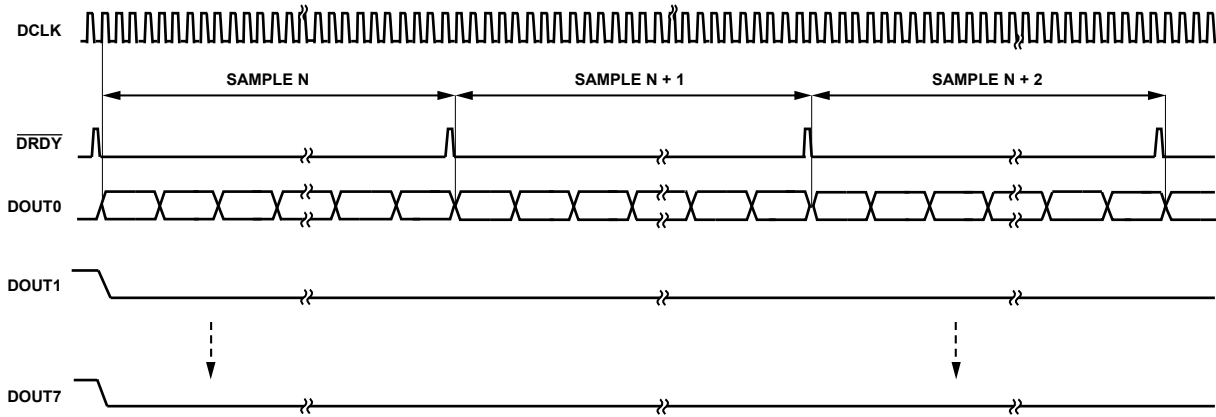 DCLK
SAMPLE N
SAMPLE N + 1
SAMPLE N + 2
DRDY
DOUT0
DOUT1
DOUT7